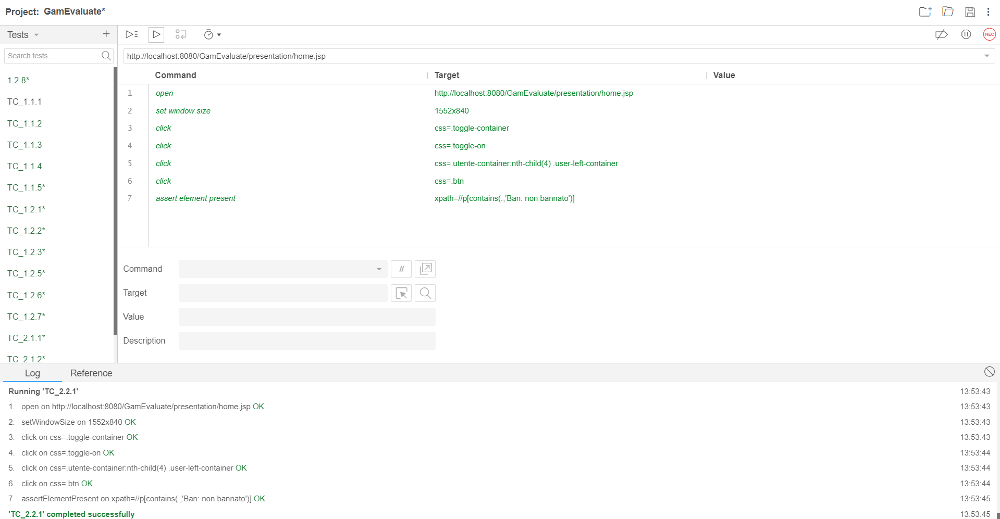 Project: GamEvaluate*
Tests
Search tests...
1.2.8*
TC_1.1.1
TC_1.1.2
TC_1.1.3
TC_1.1.4
TC_1.1.5*
TC_1.2.1*
TC_1.2.2*
TC_1.2.3*
TC_1.2.5*
TC_1.2.6*
TC_1.2.7*
TC_2.1.1*
TC_2.1.2*
REC
http://localhost:8080/GamEvaluate/presentation/home.jsp
Command Target Value
1 open http://localhost:8080/GamEvaluate/presentation/home.jsp
2 set window size 1552x840
3 click css=.toggle-container
4 click css=.toggle-on
5 click css=.utente-container:nth-child(4) .user-left-container
6 click css=.btn
7 assert element present xpath=//p[contains(.,'Ban: non bannato')]
Command //
Target
Value
Description
Log Reference
Running 'TC_2.2.1' 13:53:43
1. open on http://localhost:8080/GamEvaluate/presentation/home.jsp OK 13:53:43
2. setWindowSize on 1552x840 OK 13:53:43
3. click on css=.toggle-container OK 13:53:43
4. click on css=.toggle-on OK 13:53:44
5. click on css=.utente-container:nth-child(4) .user-left-container OK 13:53:44
6. click on css=.btn OK 13:53:44
7. assertElementPresent on xpath=//p[contains(.,'Ban: non bannato')] OK 13:53:45
'TC_2.2.1' completed successfully 13:53:45